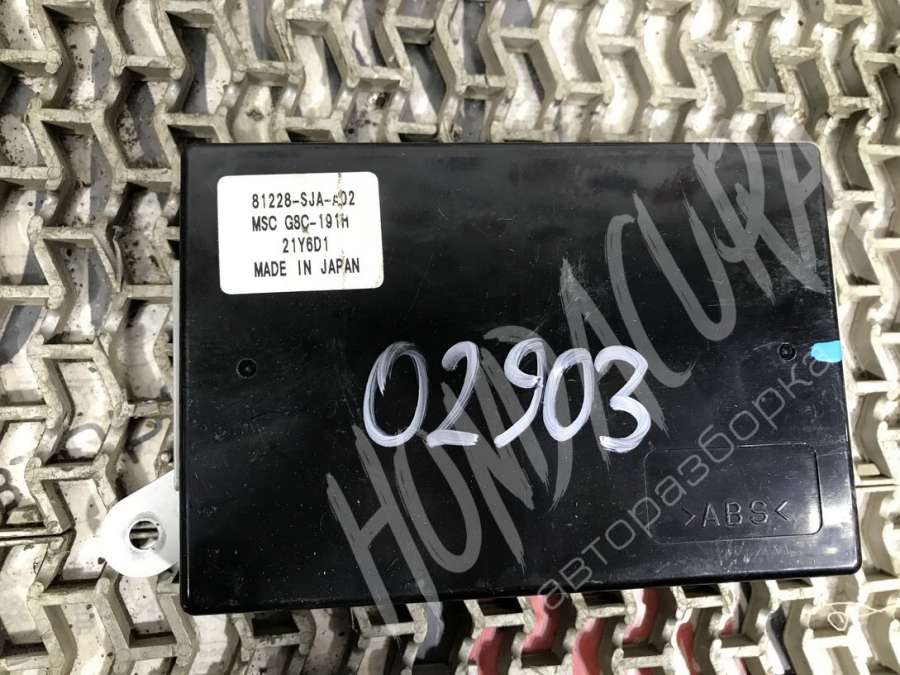 81228-SJA-A02
MSC G8C-191H
21Y6D1
MADE IN JAPAN
02903
HONDACURA
авторазборка
>ABS<